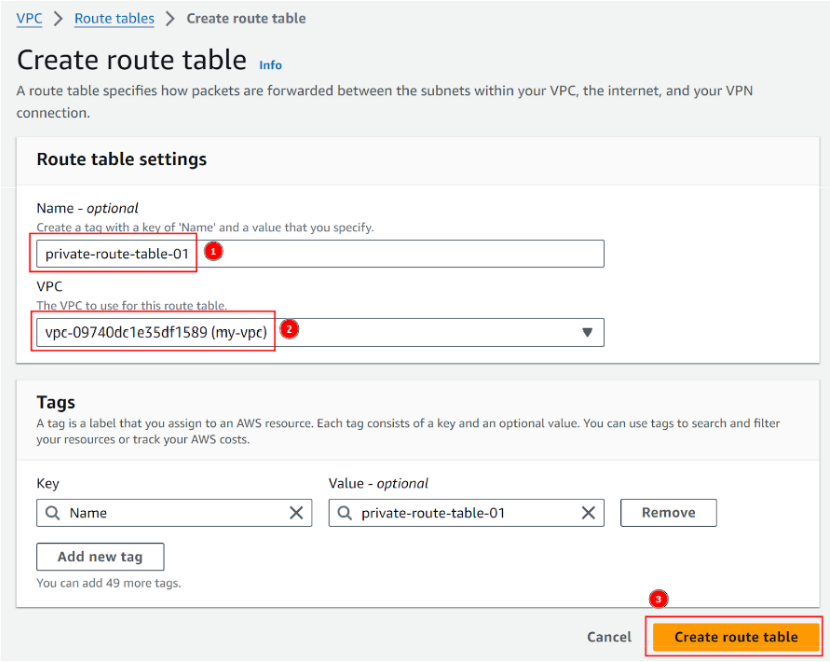 VPC > Route tables > Create route table
Create route table Info
A route table specifies how packets are forwarded between the subnets within your VPC, the internet, and your VPN
connection.
Route table settings
Name - optional
Create a tag with a key of 'Name' and a value that you specify.
private-route-table-01 1
VPC
The VPC to use for this route table.
vpc-09740dc1e35df1589 (my-vpc) 2
Tags
A tag is a label that you assign to an AWS resource. Each tag consists of a key and an optional value. You can use tags to search and filter
your resources or track your AWS costs.
Key Value - optional
Name private-route-table-01 Remove
Add new tag
You can add 49 more tags.
3
Cancel Create route table